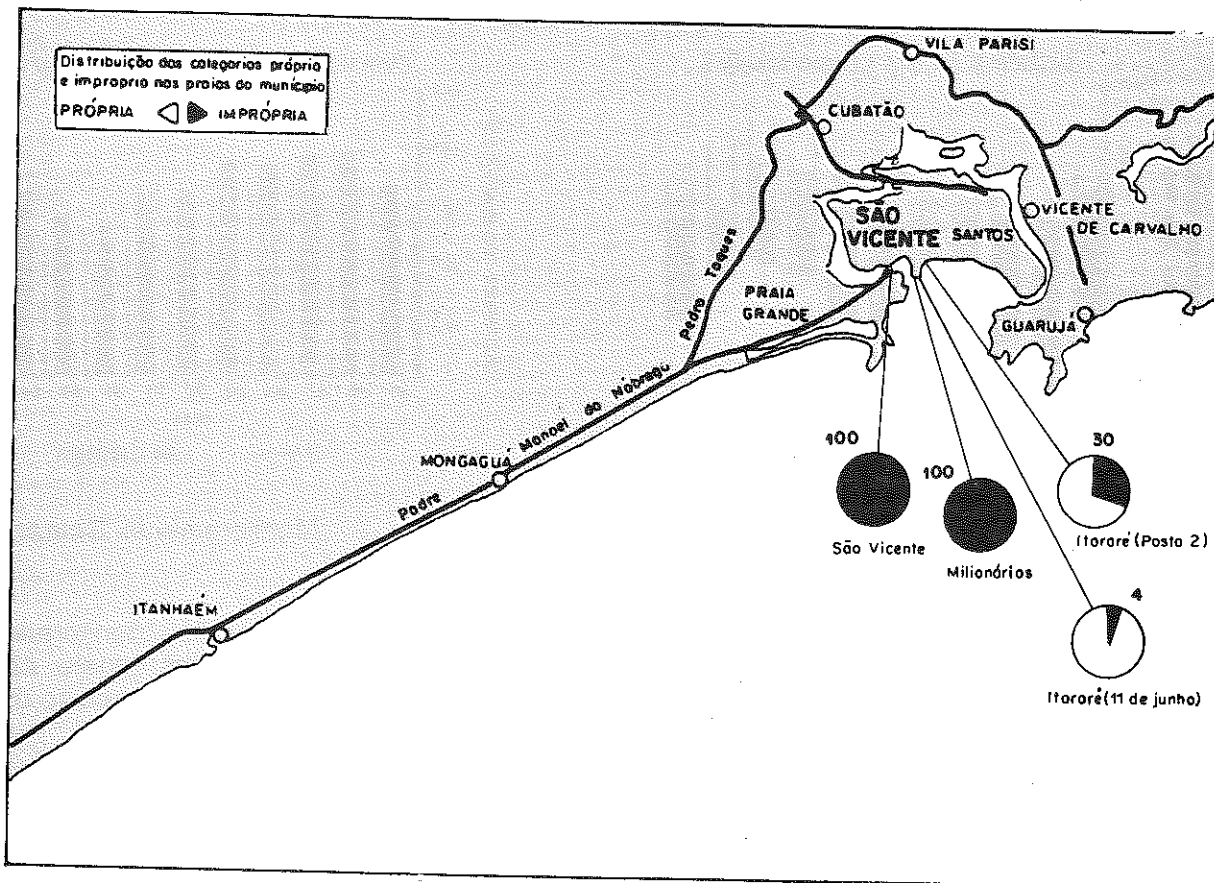 Distribuição das categorias própria
e imprópria nas praias do município
PRÓPRIA IMPRÓPRIA
VILA PARISI
CUBATÃO
VICENTE
DE CARVALHO
SÃO
VICENTE
SANTOS
PRAIA
GRANDE
GUARUJÁ
Pedro Taques
Padre Manoel da Nóbrega
MONGAGUÁ
ITANHAÉM
100
São Vicente
100
Milionários
30
Itararé (Posto 2)
4
Itararé (11 de junho)